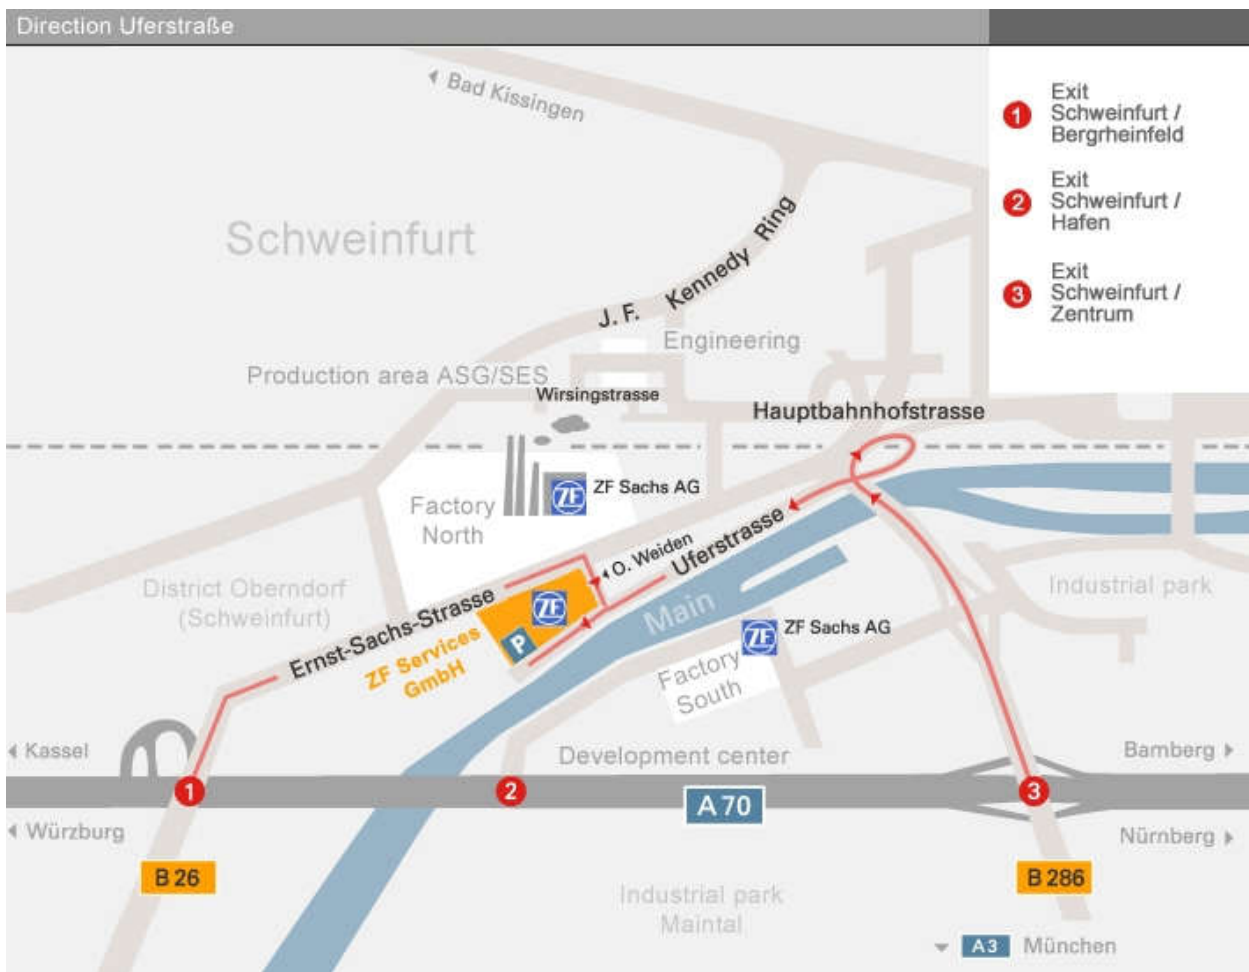 Direction Uferstraße
Bad Kissingen
1
Exit
Schweinfurt /
Bergrheinfeld
2
Exit
Schweinfurt /
Hafen
3
Exit
Schweinfurt /
Zentrum
Schweinfurt
J. F. Kennedy Ring
Engineering
Production area ASG/SES
Wirsingstrasse
Hauptbahnhofstrasse
ZF
ZF Sachs AG
Factory
North
O. Weiden
Uferstrasse
District Oberndorf
(Schweinfurt)
Ernst-Sachs-Strasse
ZF
P
ZF Services
GmbH
Main
Industrial park
ZF
ZF Sachs AG
Factory
South
Kassel
Development center
Bamberg
1
2
3
A 70
Würzburg
Nürnberg
B 26
B 286
Industrial park
Maintal
A 3 München